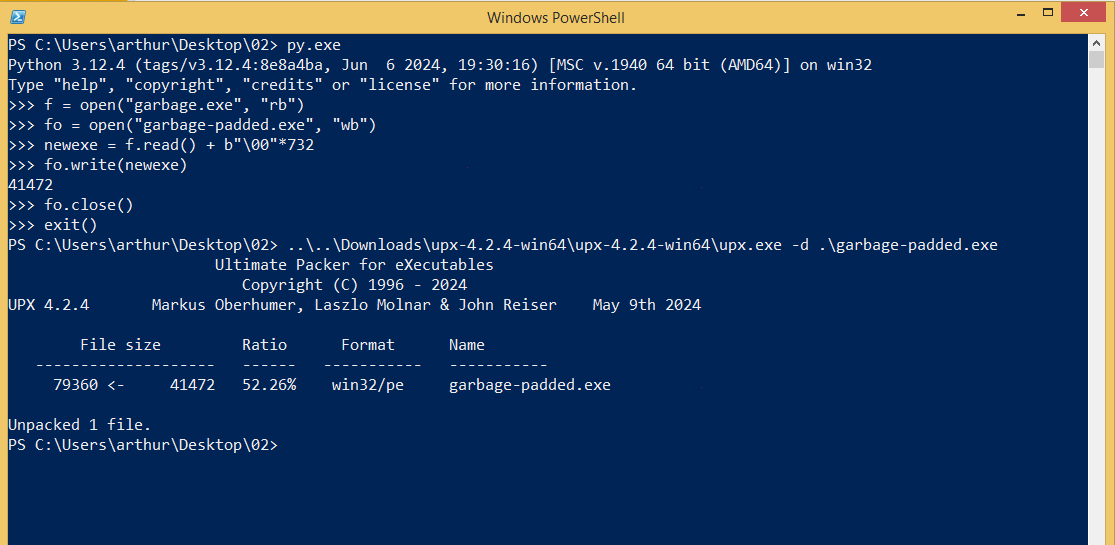 Windows PowerShell
PS C:\Users\arthur\Desktop\02> py.exe
Python 3.12.4 (tags/v3.12.4:8e8a4ba, Jun  6 2024, 19:30:16) [MSC v.1940 64 bit (AMD64)] on win32
Type "help", "copyright", "credits" or "license" for more information.
>>> f = open("garbage.exe", "rb")
>>> fo = open("garbage-padded.exe", "wb")
>>> newexe = f.read() + b"\00"*732
>>> fo.write(newexe)
41472
>>> fo.close()
>>> exit()
PS C:\Users\arthur\Desktop\02> ..\..\Downloads\upx-4.2.4-win64\upx-4.2.4-win64\upx.exe -d .\garbage-padded.exe
                       Ultimate Packer for eXecutables
                          Copyright (C) 1996 - 2024
UPX 4.2.4       Markus Oberhumer, Laszlo Molnar & John Reiser    May 9th 2024
        File size         Ratio      Format      Name
   --------------------   ------   -----------   -----------
     79360 <-     41472   52.26%    win32/pe     garbage-padded.exe
Unpacked 1 file.
PS C:\Users\arthur\Desktop\02>